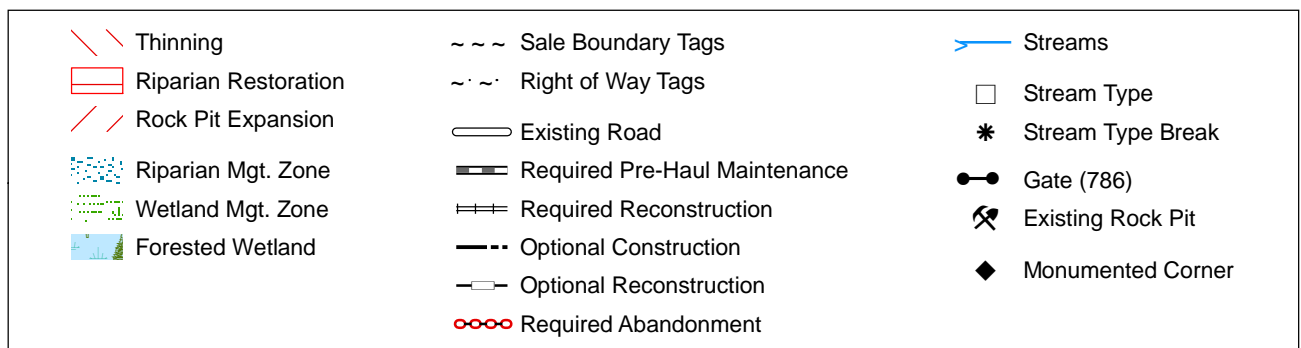 Thinning
Riparian Restoration
Rock Pit Expansion
Riparian Mgt. Zone
Wetland Mgt. Zone
Forested Wetland
Sale Boundary Tags
Right of Way Tags
Existing Road
Required Pre-Haul Maintenance
Required Reconstruction
Optional Construction
Optional Reconstruction
Required Abandonment
Streams
Stream Type
Stream Type Break
Gate (786)
Existing Rock Pit
Monumented Corner